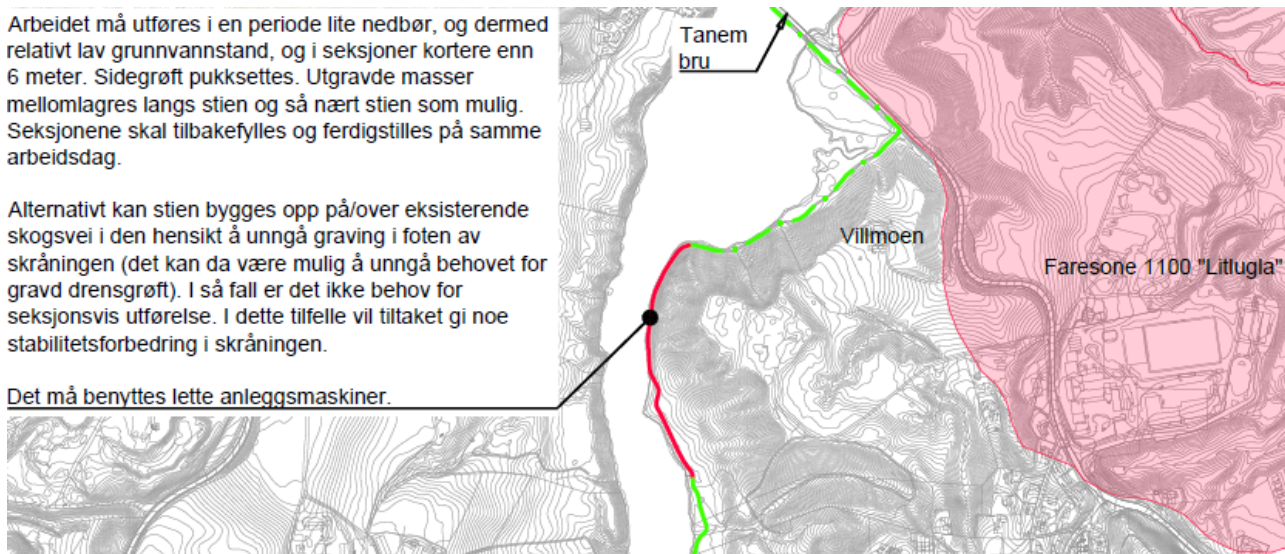 Arbeidet må utføres i en periode lite nedbør, og dermed
relativt lav grunnvannstand, og i seksjoner kortere enn
6 meter. Sidegrøft pukksettes. Utgravde masser
mellomlagres langs stien og så nært stien som mulig.
Seksjonene skal tilbakefylles og ferdigstilles på samme
arbeidsdag.
Alternativt kan stien bygges opp på/over eksisterende
skogsvei i den hensikt å unngå graving i foten av
skråningen (det kan da være mulig å unngå behovet for
gravd drensgrøft). I så fall er det ikke behov for
seksjonsvis utførelse. I dette tilfelle vil tiltaket gi noe
stabilitetsforbedring i skråningen.
Det må benyttes lette anleggsmaskiner.
Tanem
bru
Villmoen
Faresone 1100 "Litlugla"